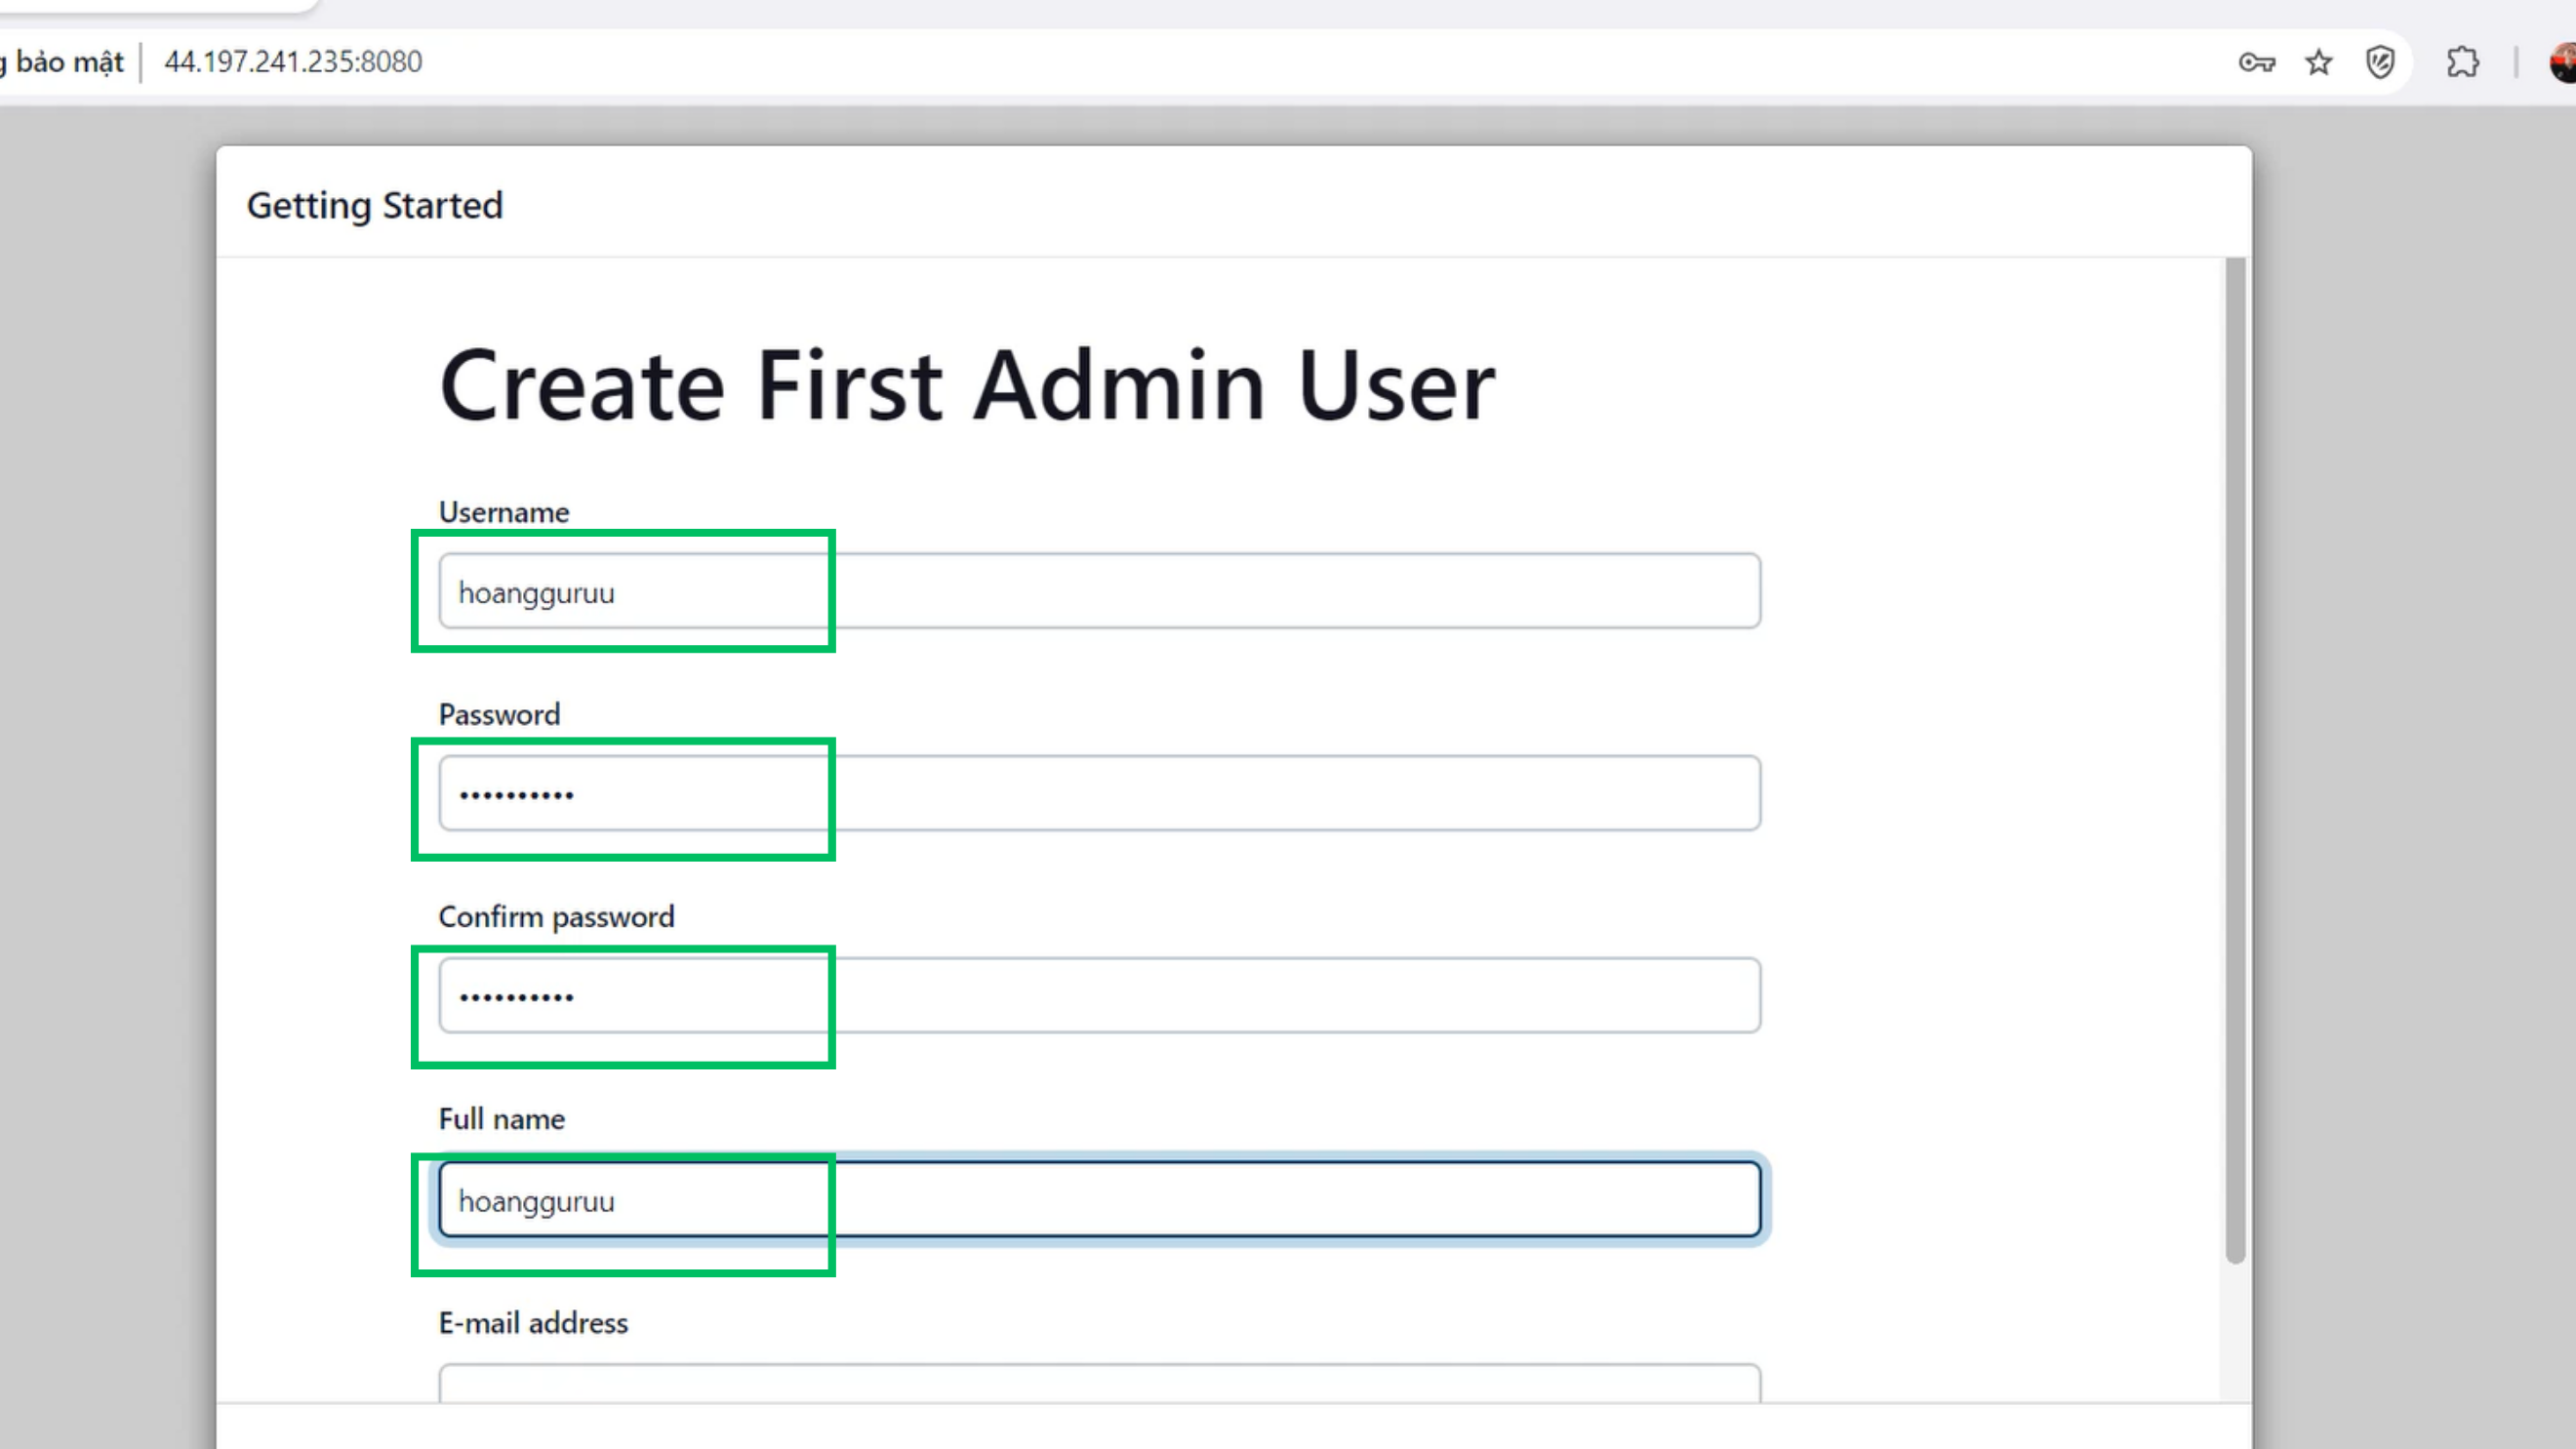 bảo mật 44.197.241.235:8080
Getting Started
Create First Admin User
Username
hoangguruu
Password
••••••••••
Confirm password
••••••••••
Full name
hoangguruu
E-mail address